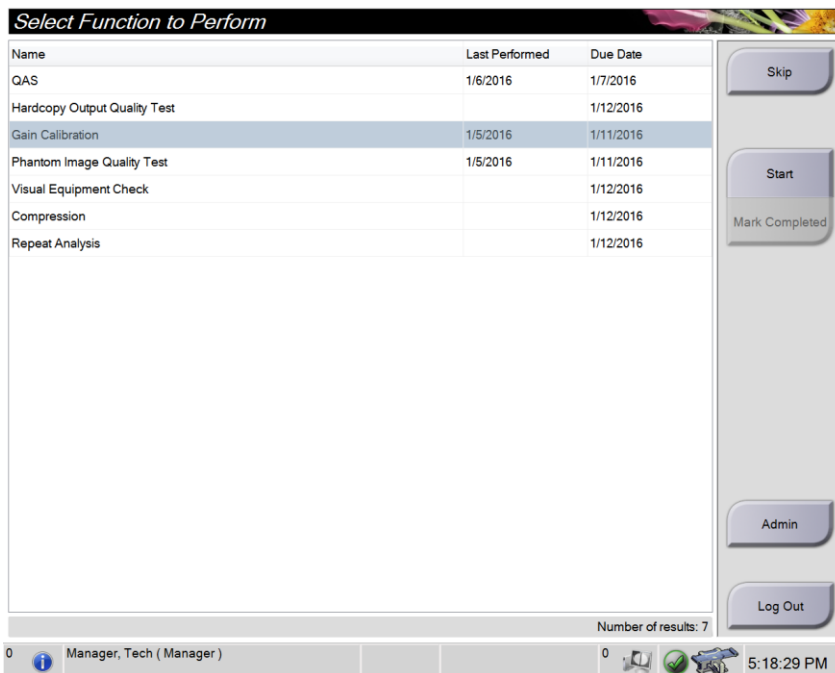 Select Function to Perform
Name Last Performed Due Date
QAS 1/6/2016 1/7/2016
Hardcopy Output Quality Test 1/12/2016
Gain Calibration 1/5/2016 1/11/2016
Phantom Image Quality Test 1/5/2016 1/11/2016
Visual Equipment Check 1/12/2016
Compression 1/12/2016
Repeat Analysis 1/12/2016
Number of results: 7
Skip
Start
Mark Completed
Admin
Log Out
0 Manager, Tech ( Manager ) 0 5:18:29 PM